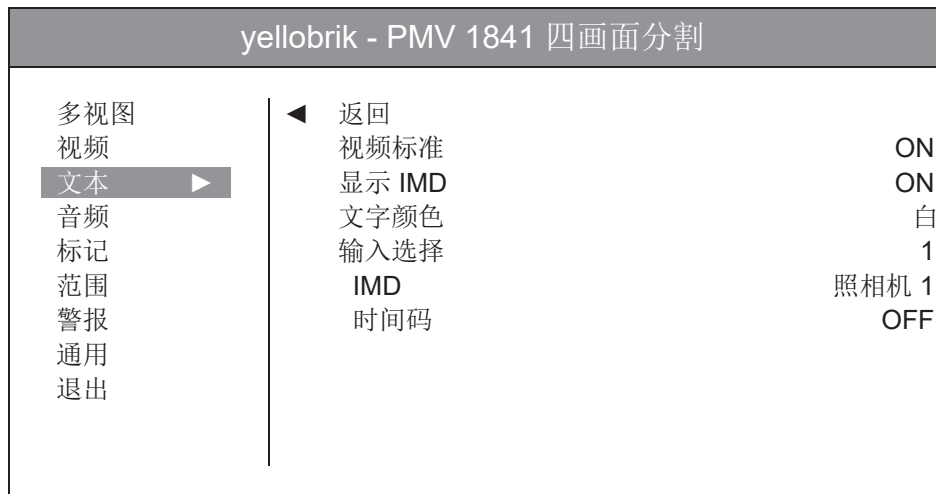 yellobrik - PMV 1841 四画面分割
多视图
视频
文本 ▶
音频
标记
范围
警报
通用
退出
◀ 返回
视频标准 ON
显示 IMD ON
文字颜色 白
输入选择 1
IMD 照相机 1
时间码 OFF